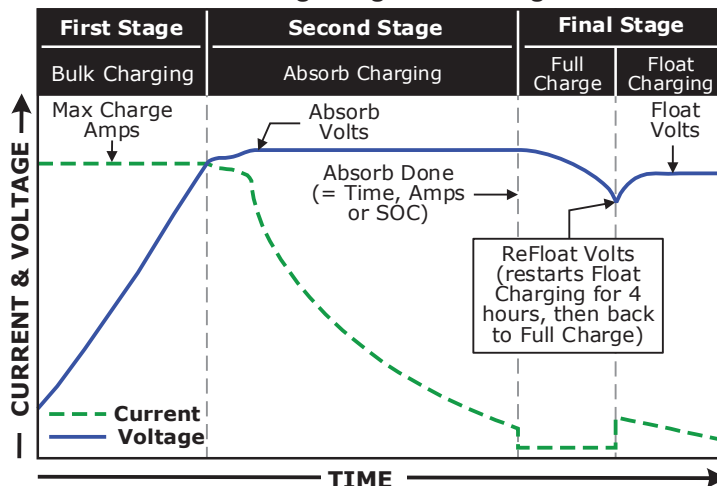 First Stage
Second Stage
Final Stage
Bulk Charging
Absorb Charging
Full
Charge
Float
Charging
Max Charge
Amps
Absorb
Volts
Float
Volts
Absorb Done
(= Time, Amps
or SOC)
ReFloat Volts
(restarts Float
Charging for 4
hours, then back
to Full Charge)
CURRENT & VOLTAGE
Current
Voltage
TIME